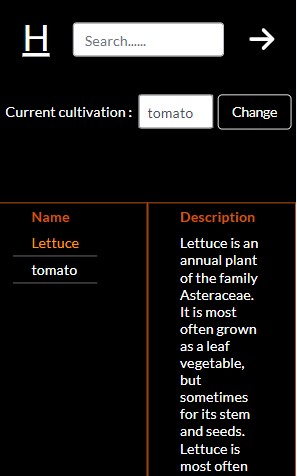 H Search...... →
Current cultivation : tomato Change
Name Description
Lettuce
tomato
Lettuce is an
annual plant
of the family
Asteraceae.
It is most
often grown
as a leaf
vegetable,
but
sometimes
for its stem
and seeds.
Lettuce is
most often